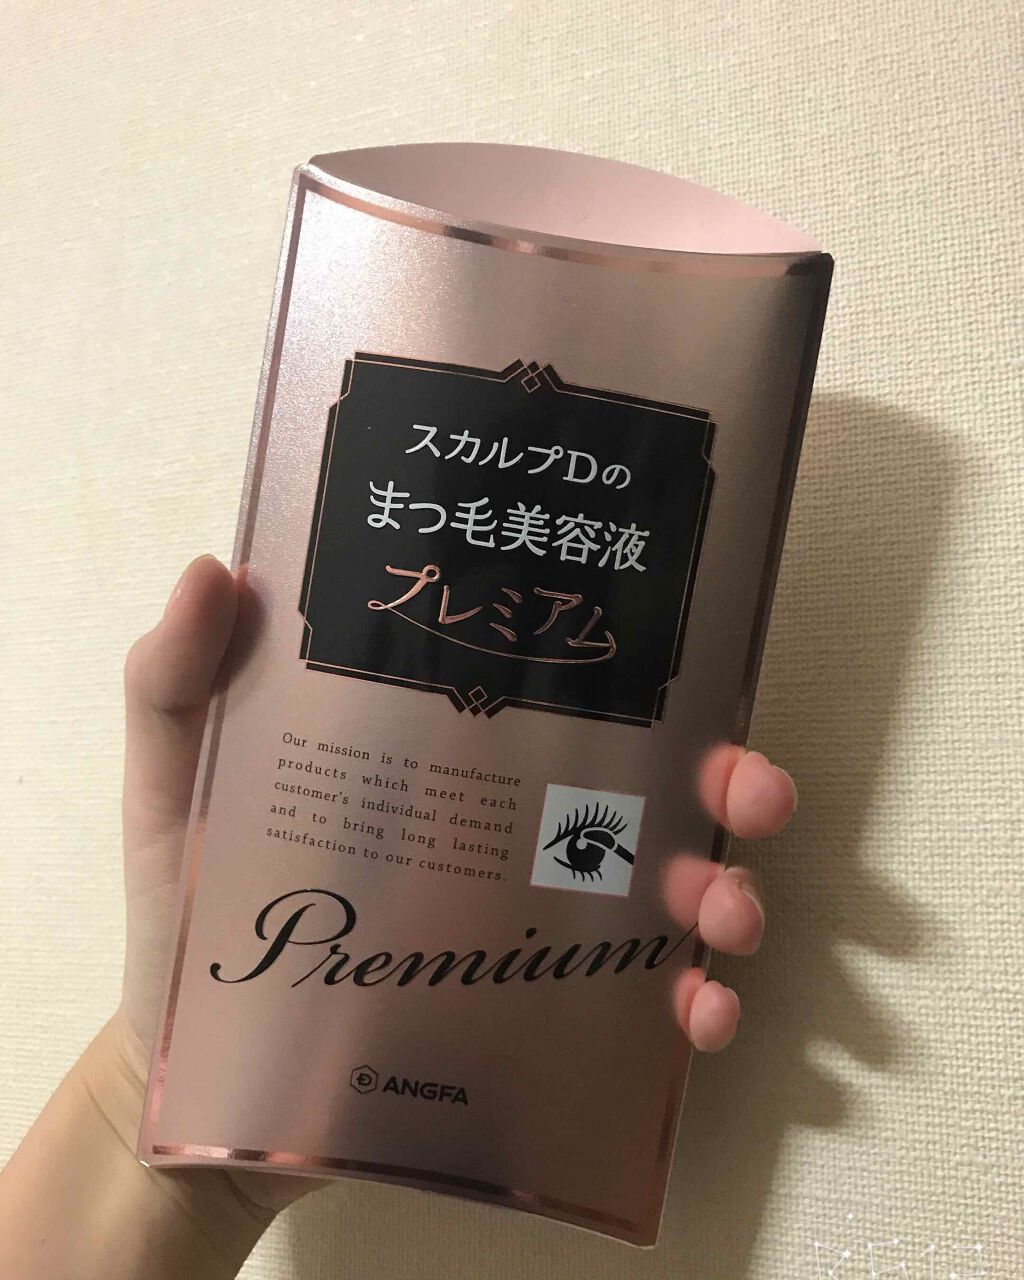 スカルプDの
まつ毛美容液
プレミアム
Our mission is to manufacture
products which meet each
customer's individual demand
and to bring long lasting
satisfaction to our customers.
Premium
ANGFA